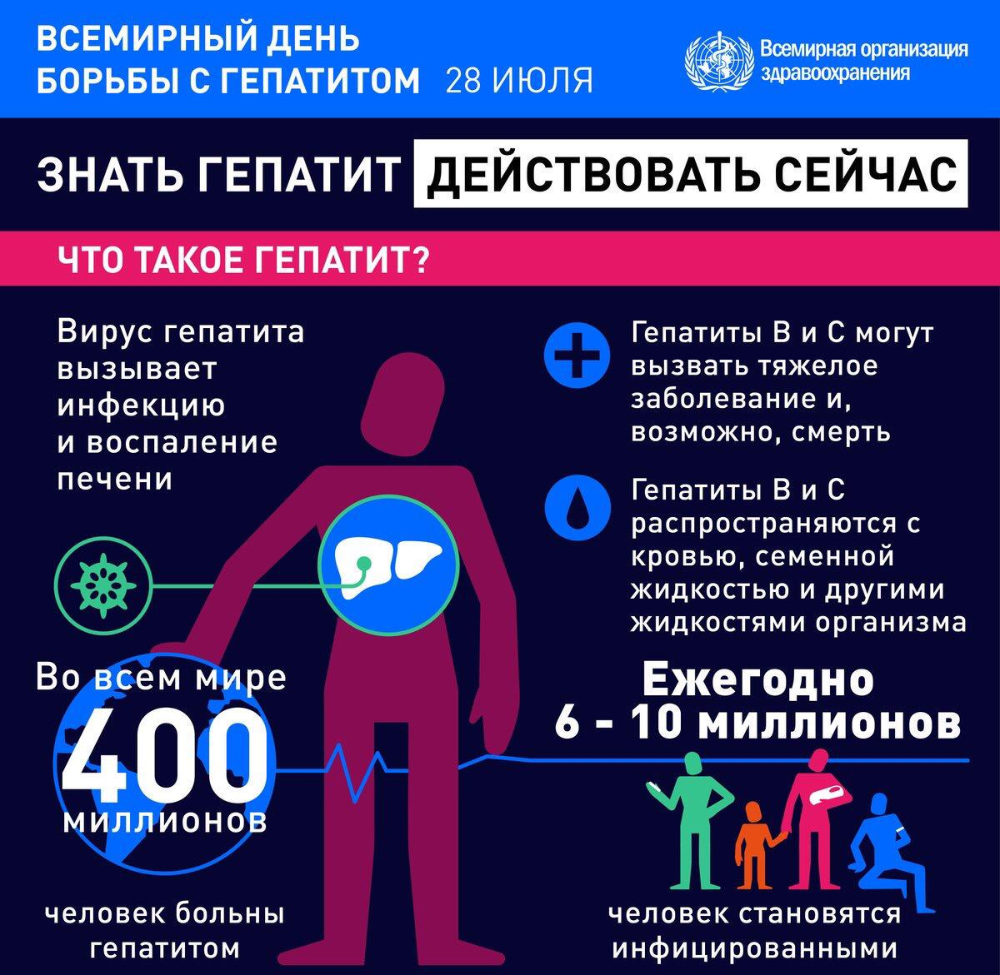 ВСЕМИРНЫЙ ДЕНЬ
БОРЬБЫ С ГЕПАТИТОМ 28 ИЮЛЯ
Всемирная организация
здравоохранения
ЗНАТЬ ГЕПАТИТ ДЕЙСТВОВАТЬ СЕЙЧАС
ЧТО ТАКОЕ ГЕПАТИТ?
Вирус гепатита
вызывает
инфекцию
и воспаление
печени
Гепатиты В и С могут
вызвать тяжелое
заболевание и,
возможно, смерть
Гепатиты В и С
распространяются с
кровью, семенной
жидкостью и другими
жидкостями организма
Во всем мире
400
миллионов
человек больны
гепатитом
Ежегодно
6 - 10 миллионов
человек становятся
инфицированными